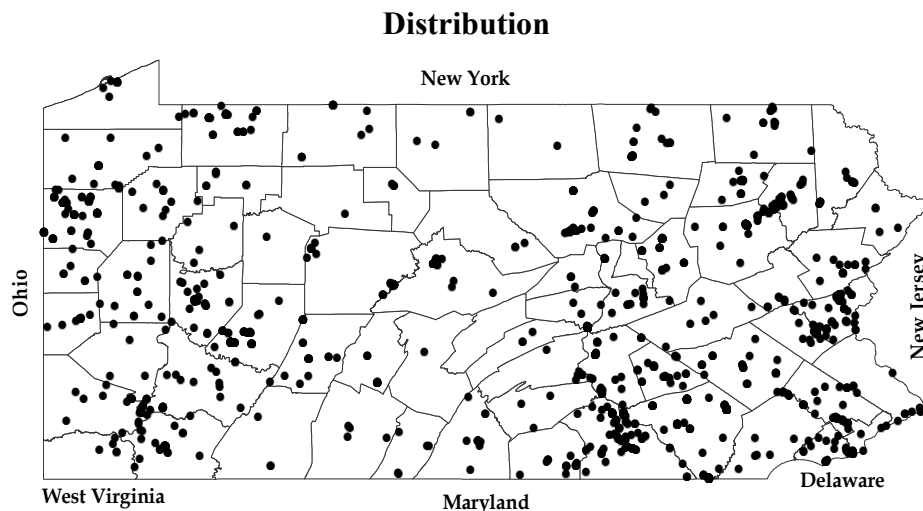 Distribution
New York
Ohio
New Jersey
West Virginia
Maryland
Delaware